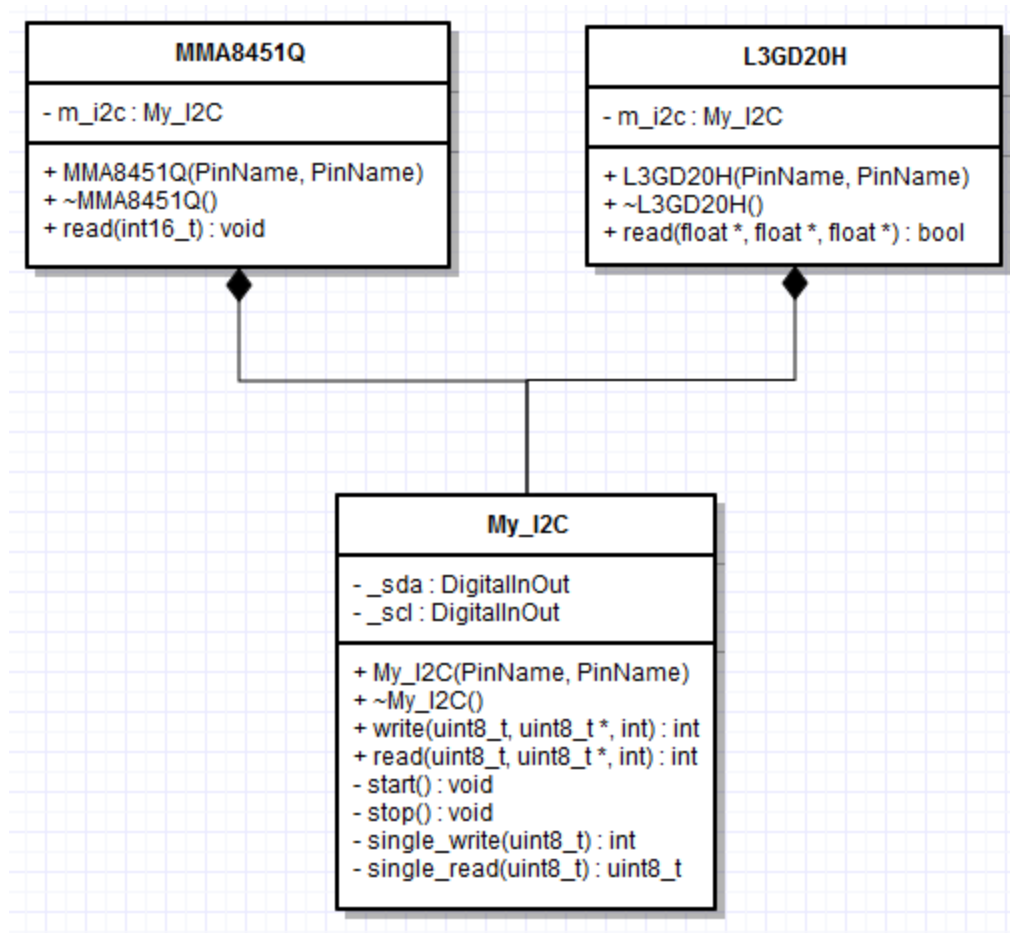 MMA8451Q
- m_i2c : My_I2C
+ MMA8451Q(PinName, PinName)
+ ~MMA8451Q()
+ read(int16_t) : void
L3GD20H
- m_i2c : My_I2C
+ L3GD20H(PinName, PinName)
+ ~L3GD20H()
+ read(float *, float *, float *) : bool
My_I2C
- _sda : DigitalInOut
- _scl : DigitalInOut
+ My_I2C(PinName, PinName)
+ ~My_I2C()
+ write(uint8_t, uint8_t *, int) : int
+ read(uint8_t, uint8_t *, int) : int
- start() : void
- stop() : void
- single_write(uint8_t) : int
- single_read(uint8_t) : uint8_t